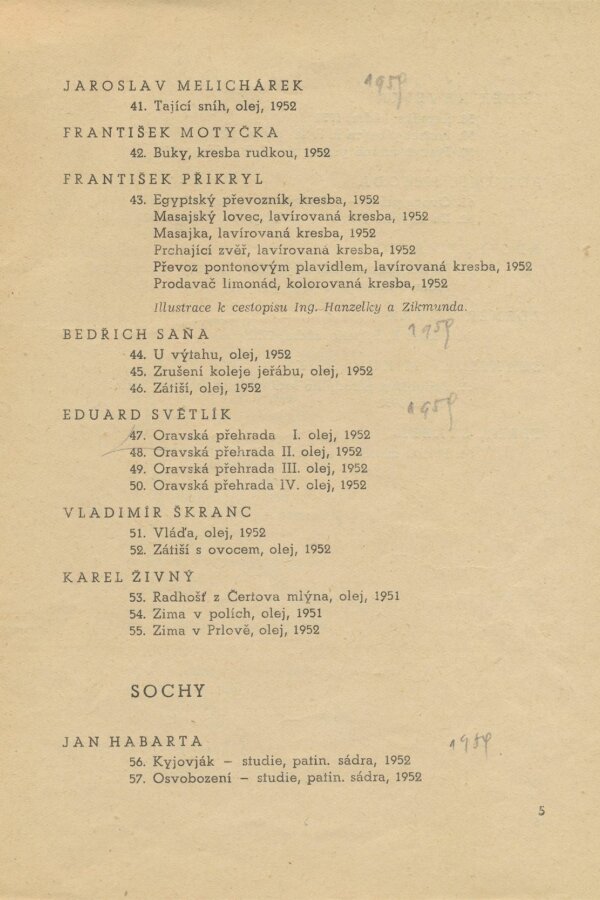 JAROSLAV MELICHÁREK 1959
41. Tající sníh, olej, 1952
FRANTIŠEK MOTYČKA
42. Buky, kresba rudkou, 1952
FRANTIŠEK PŘIKRYL
43. Egyptský převozník, kresba, 1952
Masajský lovec, lavírovaná kresba, 1952
Masajka, lavírovaná kresba, 1952
Prchající zvěř, lavírovaná kresba, 1952
Převoz pontonovým plavidlem, lavírovaná kresba, 1952
Prodavač limonád, kolorovaná kresba, 1952
Illustrace k cestopisu Ing. Hanzelky a Zikmunda.
BEDŘICH SAŇA 1959
44. U výtahu, olej, 1952
45. Zrušení koleje jeřábu, olej, 1952
46. Zátiší, olej, 1952
EDUARD SVĚTLÍK 1959
47. Oravská přehrada I. olej, 1952
48. Oravská přehrada II. olej, 1952
49. Oravská přehrada III. olej, 1952
50. Oravská přehrada IV. olej, 1952
VLADIMÍR ŠKRANC
51. Vláďa, olej, 1952
52. Zátiší s ovocem, olej, 1952
KAREL ŽIVNÝ
53. Radhošť z Čertova mlýna, olej, 1951
54. Zima v polích, olej, 1951
55. Zima v Prlově, olej, 1952
SOCHY
JAN HABARTA 1959
56. Kyjovják – studie, patin. sádra, 1952
57. Osvobození – studie, patin. sádra, 1952
5